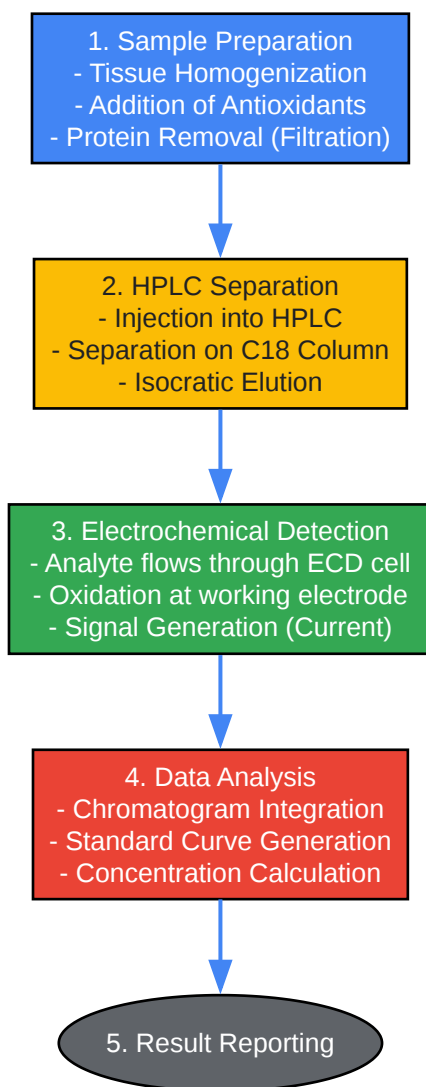 1. Sample Preparation
- Tissue Homogenization
- Addition of Antioxidants
- Protein Removal (Filtration)
2. HPLC Separation
- Injection into HPLC
- Separation on C18 Column
- Isocratic Elution
3. Electrochemical Detection
- Analyte flows through ECD cell
- Oxidation at working electrode
- Signal Generation (Current)
4. Data Analysis
- Chromatogram Integration
- Standard Curve Generation
- Concentration Calculation
5. Result Reporting